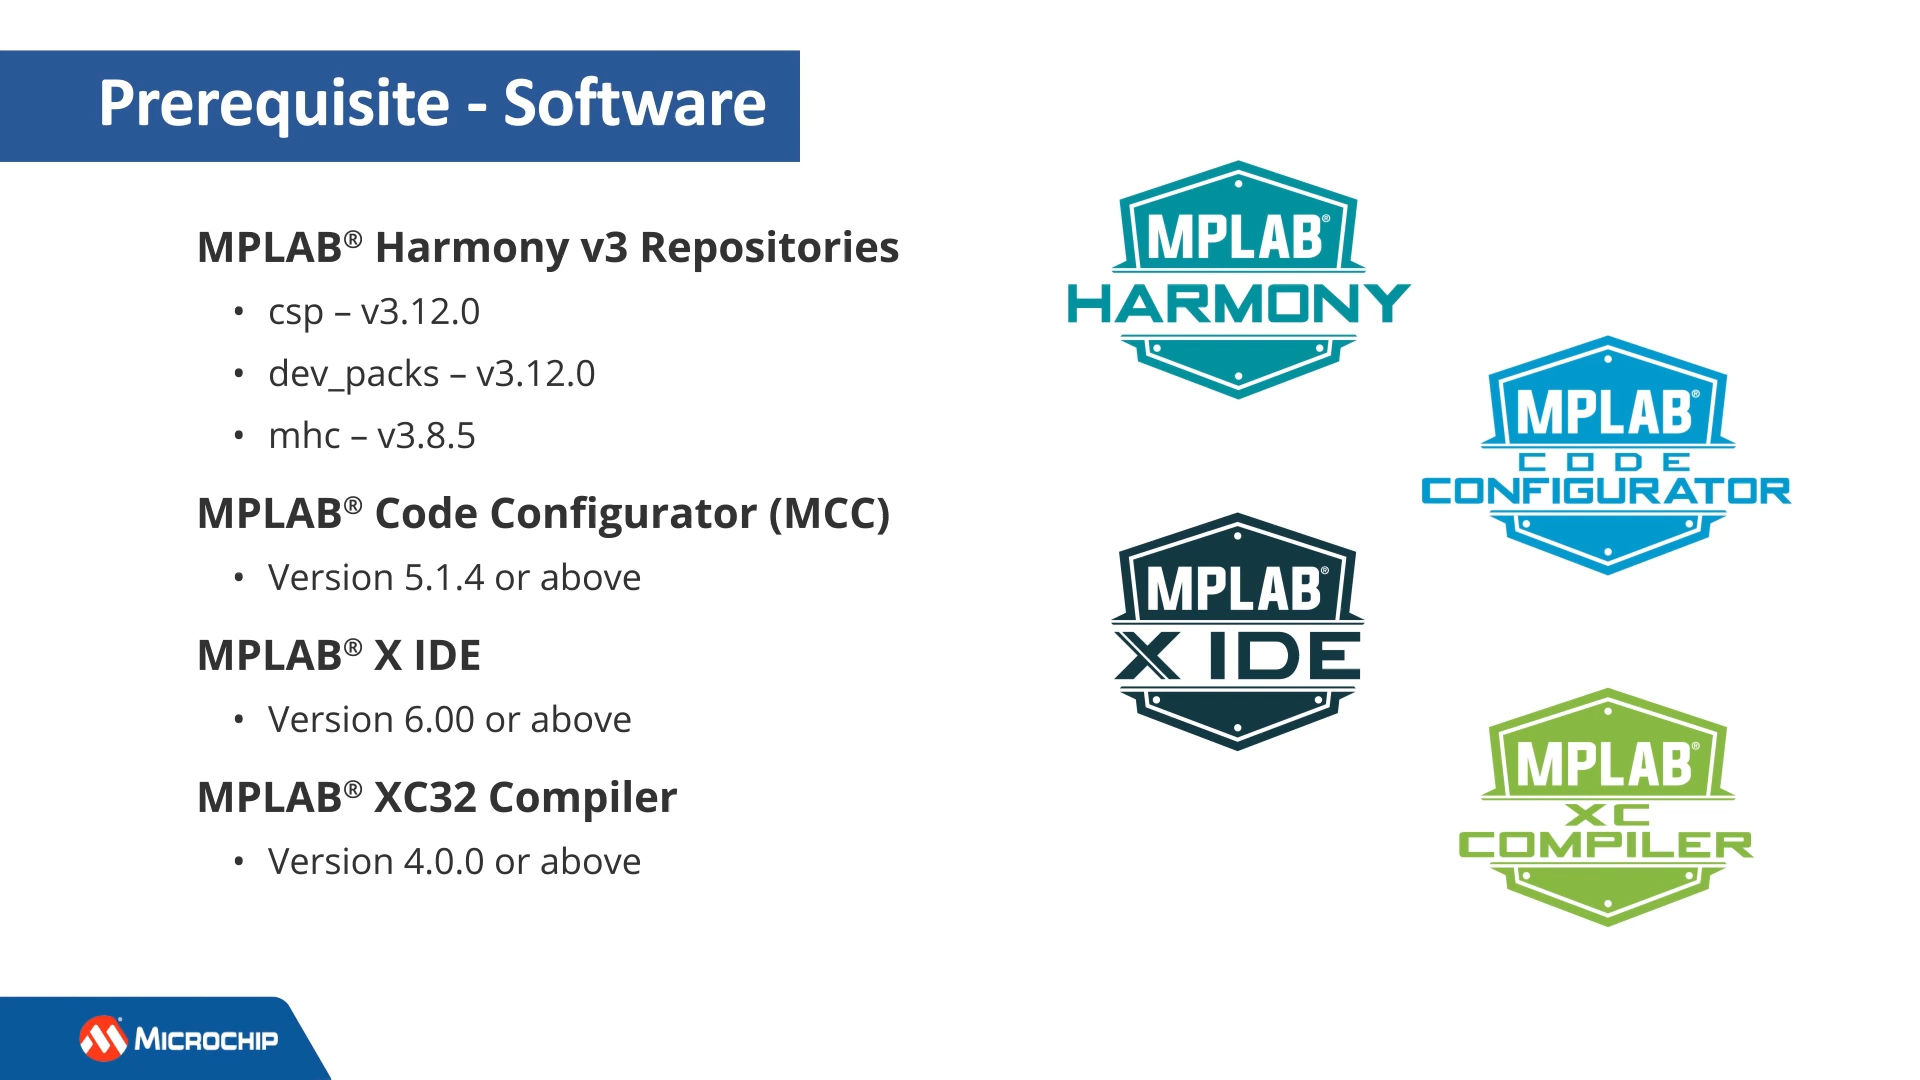 Prerequisite - Software
MPLAB® Harmony v3 Repositories
• csp – v3.12.0
• dev_packs – v3.12.0
• mhc – v3.8.5
MPLAB® Code Configurator (MCC)
• Version 5.1.4 or above
MPLAB® X IDE
• Version 6.00 or above
MPLAB® XC32 Compiler
• Version 4.0.0 or above
MPLAB®
HARMONY
MPLAB®
CODE
CONFIGURATOR
MPLAB®
X IDE
MPLAB®
XC
COMPILER
MICROCHIP